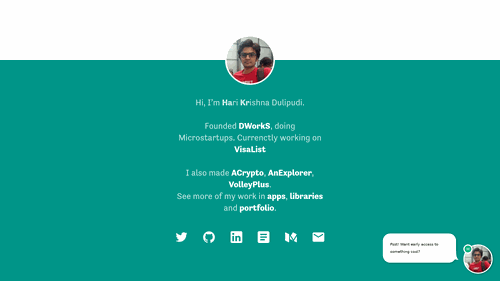 Hi, I'm Hari Krishna Dulipudi.
Founded DWorkS, doing
Microstartups. Currenctly working on
VisaList
I also made ACrypto, AnExplorer,
VolleyPlus.
See more of my work in apps, libraries
and portfolio.
Psst! Want early access to
something cool?